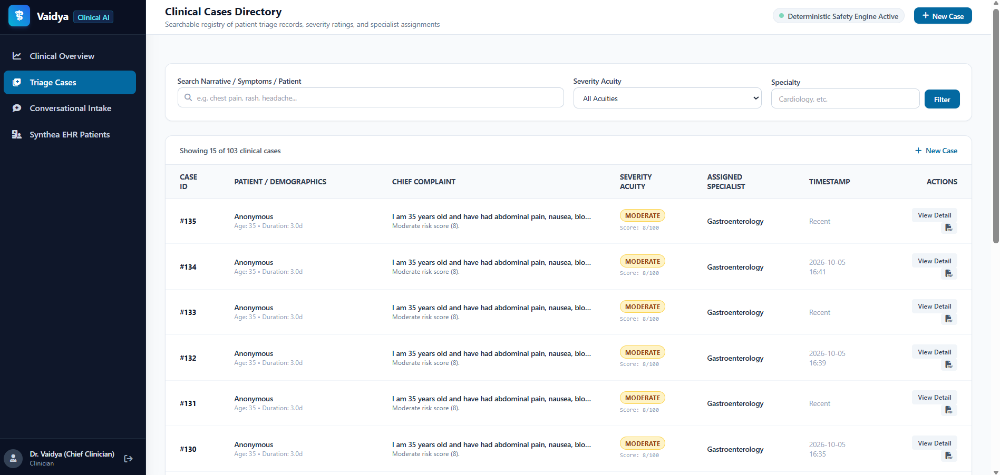 Vaidya Clinical AI
Clinical Overview
Triage Cases
Conversational Intake
Synthea EHR Patients
Dr. Vaidya (Chief Clinician)
Clinician
Clinical Cases Directory
Searchable registry of patient triage records, severity ratings, and specialist assignments
Deterministic Safety Engine Active
New Case
Search Narrative / Symptoms / Patient
e.g. chest pain, rash, headache...
Severity Acuity
All Acuities
Specialty
Cardiology, etc.
Filter
Showing 15 of 103 clinical cases
New Case
CASE ID
PATIENT / DEMOGRAPHICS
CHIEF COMPLAINT
SEVERITY ACUITY
ASSIGNED SPECIALIST
TIMESTAMP
ACTIONS
#135
Anonymous
Age: 35 • Duration: 3.0d
I am 35 years old and have had abdominal pain, nausea, blo...
Moderate risk score (8).
MODERATE
Score: 8/100
Gastroenterology
Recent
View Detail
PDF
#134
Anonymous
Age: 35 • Duration: 3.0d
I am 35 years old and have had abdominal pain, nausea, blo...
Moderate risk score (8).
MODERATE
Score: 8/100
Gastroenterology
2026-10-05
16:41
View Detail
PDF
#133
Anonymous
Age: 35 • Duration: 3.0d
I am 35 years old and have had abdominal pain, nausea, blo...
Moderate risk score (8).
MODERATE
Score: 8/100
Gastroenterology
Recent
View Detail
PDF
#132
Anonymous
Age: 35 • Duration: 3.0d
I am 35 years old and have had abdominal pain, nausea, blo...
Moderate risk score (8).
MODERATE
Score: 8/100
Gastroenterology
2026-10-05
16:39
View Detail
PDF
#131
Anonymous
Age: 35 • Duration: 3.0d
I am 35 years old and have had abdominal pain, nausea, blo...
Moderate risk score (8).
MODERATE
Score: 8/100
Gastroenterology
Recent
View Detail
PDF
#130
Anonymous
Age: 35 • Duration: 3.0d
I am 35 years old and have had abdominal pain, nausea, blo...
Moderate risk score (8).
MODERATE
Score: 8/100
Gastroenterology
2026-10-05
16:35
View Detail
PDF